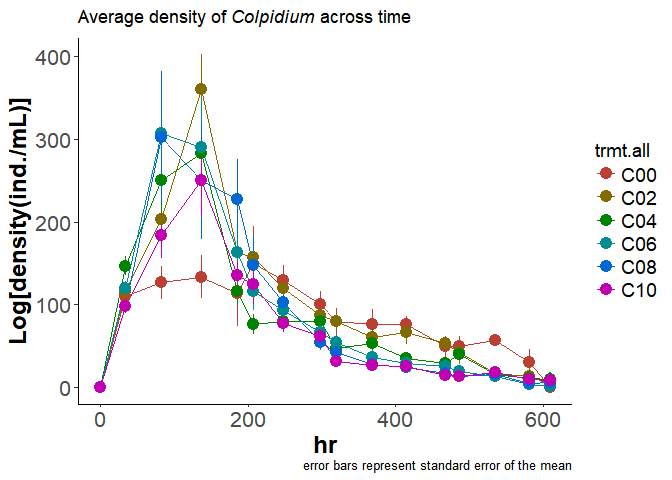 Average density of Colpidium across time
Log[density(ind./mL)]
400
300
200
100
0
0 200 400 600
hr
error bars represent standard error of the mean
trmt.all
C00
C02
C04
C06
C08
C10